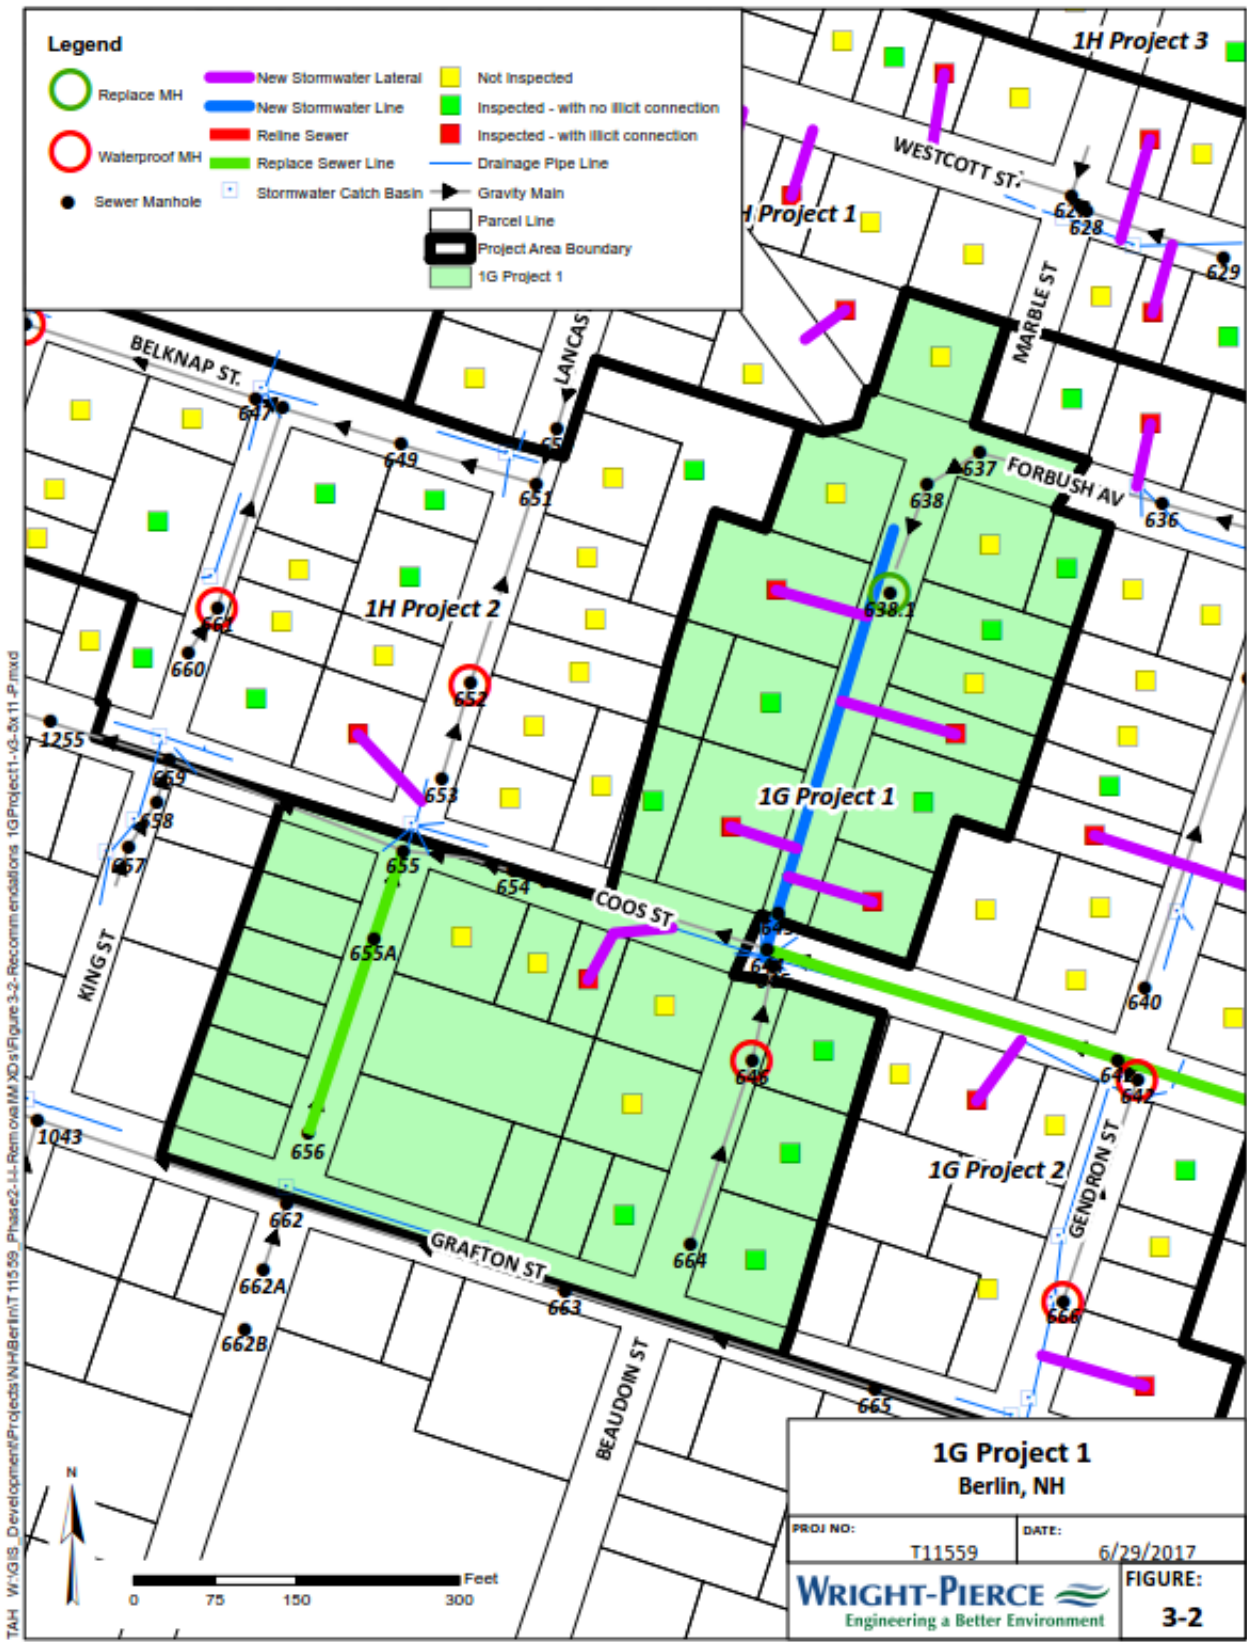 Legend
Replace MH
Waterproof MH
Sewer Manhole
New Stormwater Lateral
New Stormwater Line
Reline Sewer
Replace Sewer Line
Stormwater Catch Basin
Not Inspected
Inspected - with no illicit connection
Inspected - with illicit connection
Drainage Pipe Line
Gravity Main
Parcel Line
Project Area Boundary
1G Project 1
1H Project 3
WESTCOTT ST.
H Project 1
628
629
MARBLE ST
BELKNAP ST.
LANCAS
647
649
651
637
638
FORBUSH AV
636
638.1
1H Project 2
661
660
652
1255
659
653
658
657
1G Project 1
655
654
COOS ST
655A
KING ST
640
646
642
1043
656
1G Project 2
GENDRON ST
662
GRAFTON ST
664
662A
663
666
662B
BEAUDOIN ST
665
N
Feet
0 75 150 300
1G Project 1
Berlin, NH
PROJ NO: T11559
DATE: 6/29/2017
WRIGHT-PIERCE
Engineering a Better Environment
FIGURE:
3-2